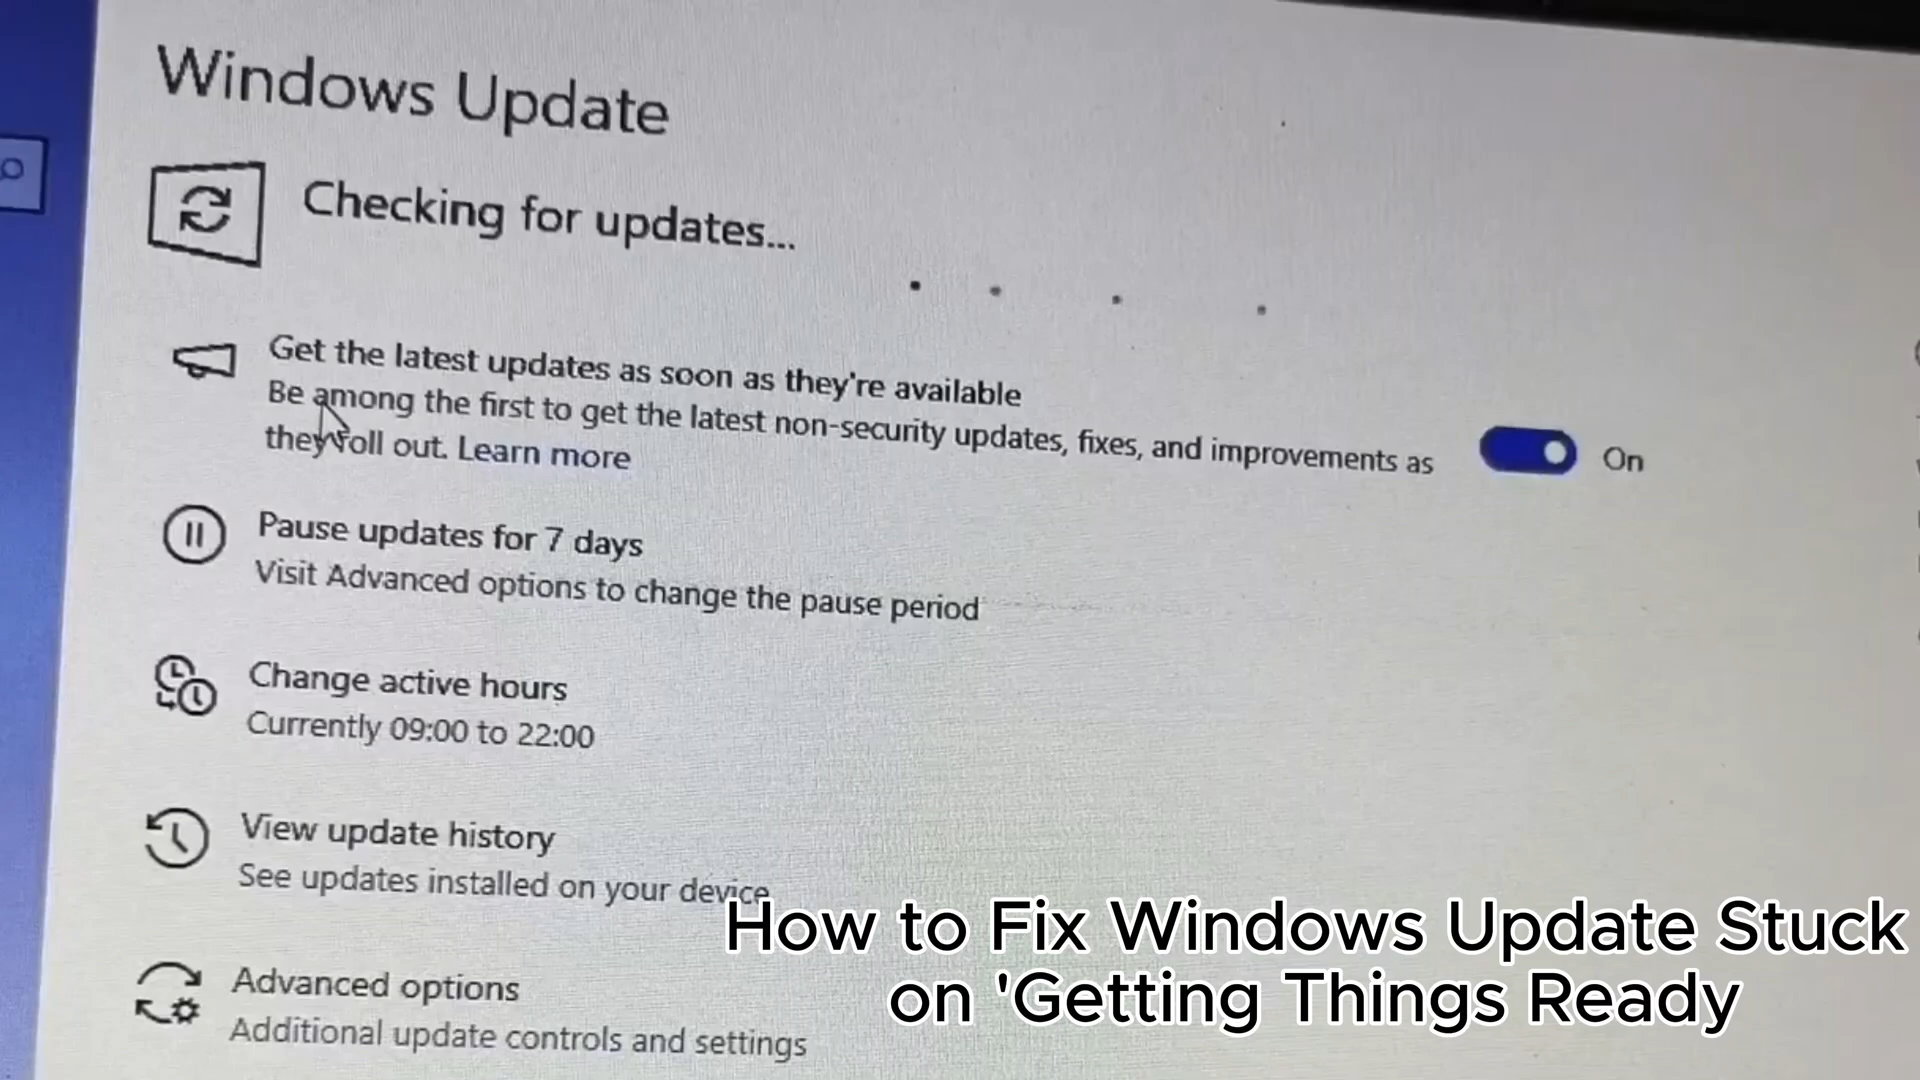 Windows Update
Checking for updates...
Get the latest updates as soon as they're available
Be among the first to get the latest non-security updates, fixes, and improvements as
they roll out. Learn more
On
Pause updates for 7 days
Visit Advanced options to change the pause period
Change active hours
Currently 09:00 to 22:00
View update history
See updates installed on your device
Advanced options
Additional update controls and settings
How to Fix Windows Update Stuck
on 'Getting Things Ready